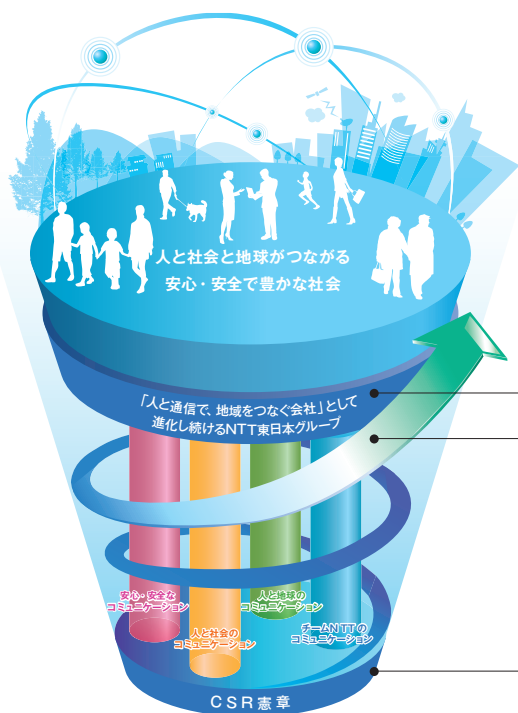 人と社会と地球がつながる
安心・安全で豊かな社会
「人と通信で、地域をつなぐ会社」として
進化し続けるNTT東日本グループ
安心・安全な
コミュニケーション
人と社会の
コミュニケーション
人と地球の
コミュニケーション
チームNTTの
コミュニケーション
CSR憲章